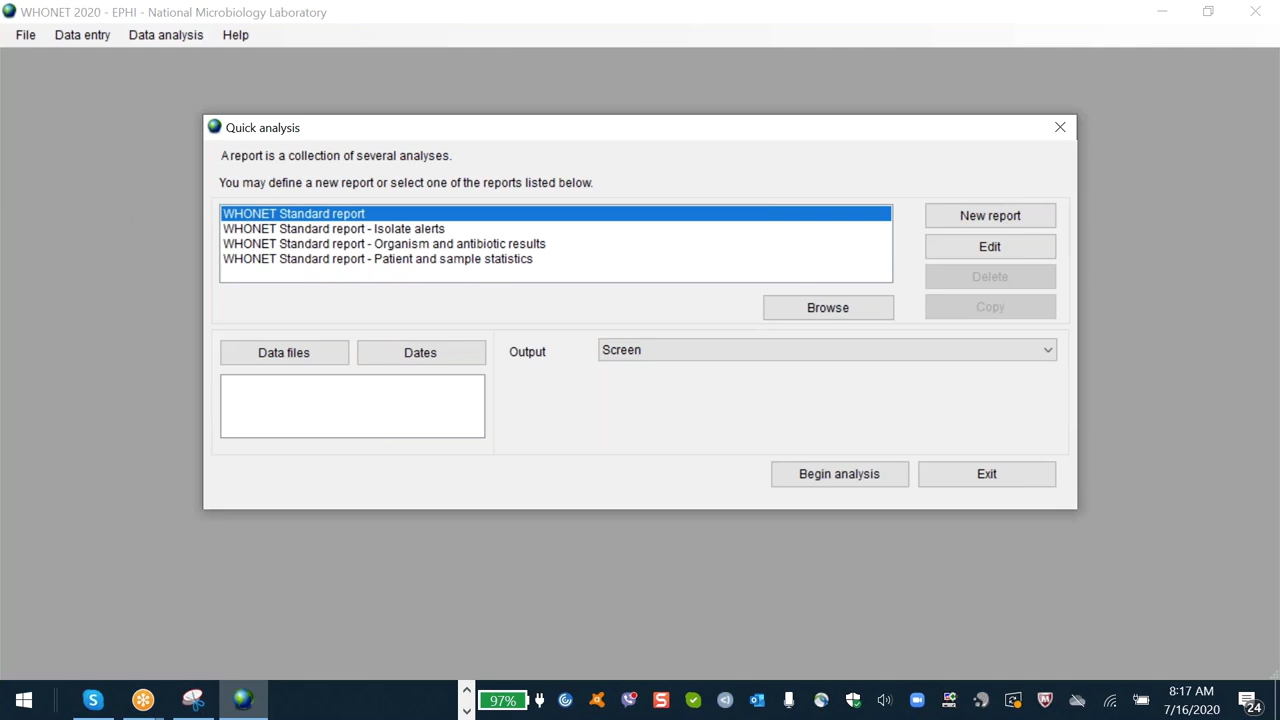 WHONET 2020 - EPHI - National Microbiology Laboratory
File Data entry Data analysis Help
Quick analysis
A report is a collection of several analyses.
You may define a new report or select one of the reports listed below.
WHONET Standard report
WHONET Standard report - Isolate alerts
WHONET Standard report - Organism and antibiotic results
WHONET Standard report - Patient and sample statistics
New report
Edit
Delete
Copy
Browse
Data files
Dates
Output
Screen
Begin analysis
Exit
97%
8:17 AM
7/16/2020
24